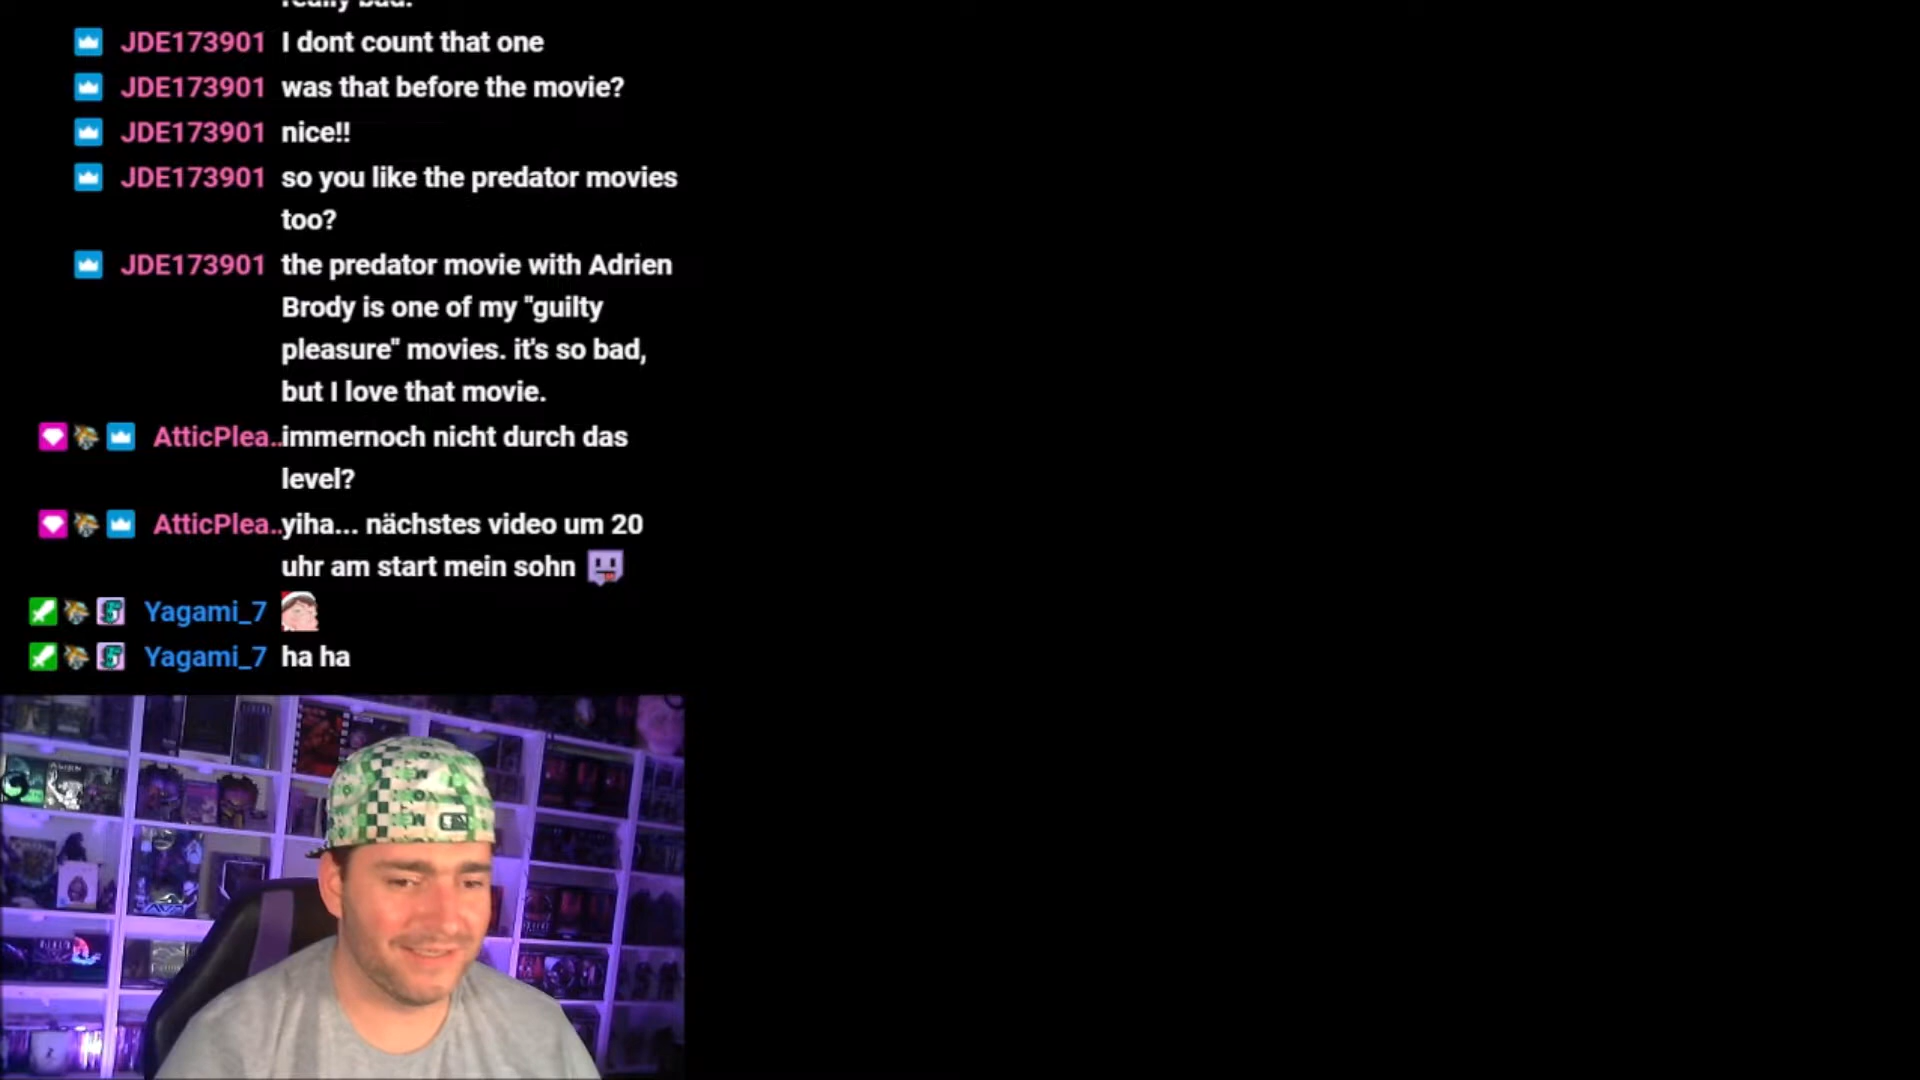 JDE173901 I dont count that one
JDE173901 was that before the movie?
JDE173901 nice!!
JDE173901 so you like the predator movies
too?
JDE173901 the predator movie with Adrien
Brody is one of my "guilty
pleasure" movies. it's so bad,
but I love that movie.
AtticPlea.. immernoch nicht durch das
level?
AtticPlea.. yiha... nächstes video um 20
uhr am start mein sohn
Yagami_7
Yagami_7 ha ha